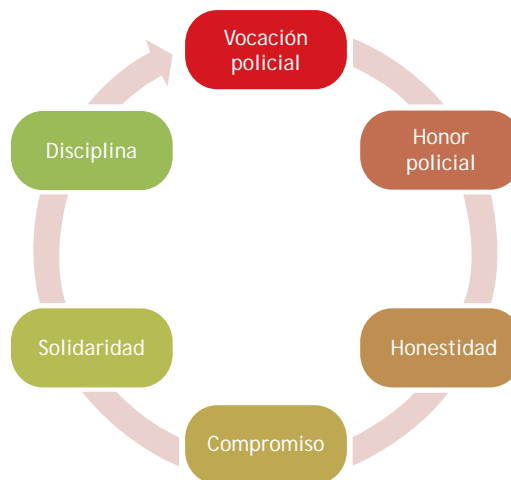 Vocación
policial
Honor
policial
Honestidad
Compromiso
Solidaridad
Disciplina